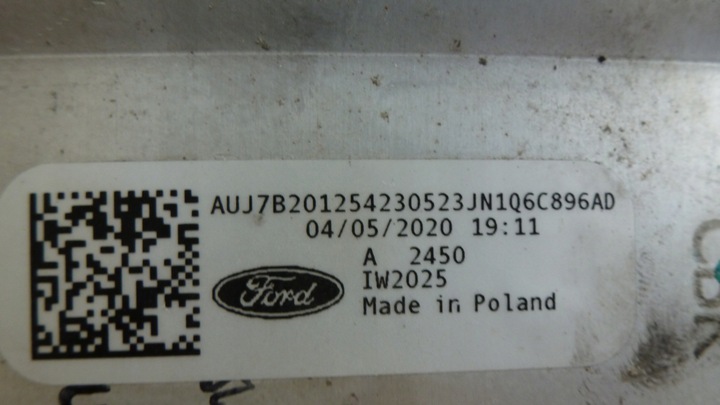 AUJ7B201254230523JN1Q6C896AD
04/05/2020 19:11
A 2450
IW2025
Ford
Made in Poland